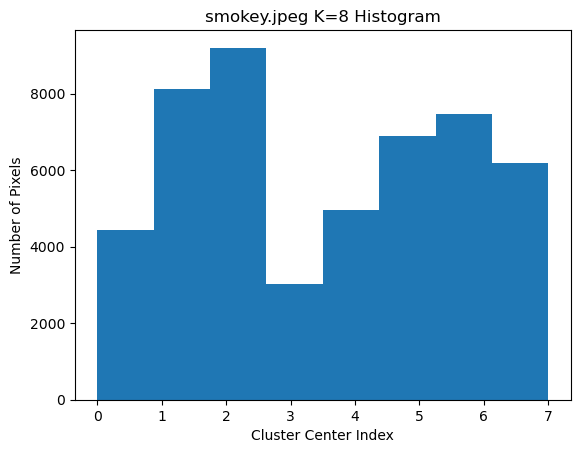 smokey.jpeg K=8 Histogram
8000
6000
4000
2000
0
Number of Pixels
0 1 2 3 4 5 6 7
Cluster Center Index